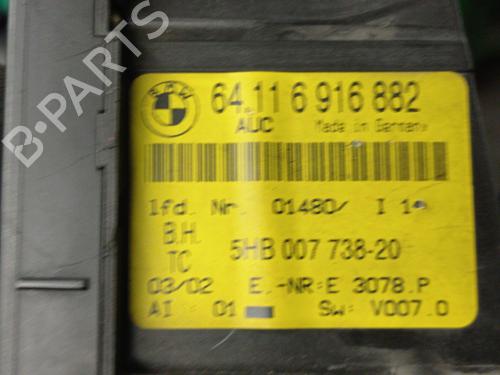 BMW
64.11 6 916 882
AUC Made in Germany
lfd. Nr. 01480/ I 1
B.H.
TC
5HB 007 738-20
03/02 E.-NR:E 3078.P
AI 01 Sw: V007.0
B-PARTS
B-PARTS